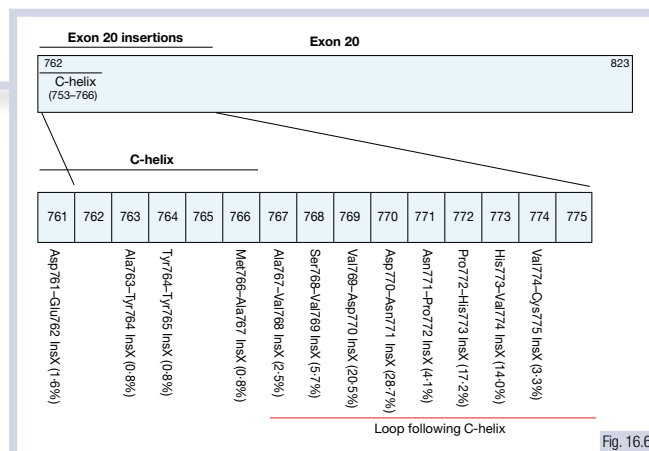 Exon 20 insertions
Exon 20
762
823
C-helix
(753–766)
C-helix
761 762 763 764 765 766 767 768 769 770 771 772 773 774 775
Asp761–Glu762 InsX (1·6%)
Ala763–Tyr764 InsX (0·8%)
Tyr764–Tyr765 InsX (0·8%)
Met766–Ala767 InsX (0·8%)
Ala767–Val768 InsX (2·5%)
Ser768–Val769 InsX (5·7%)
Val769–Asp770 InsX (20·5%)
Asp770–Asn771 InsX (28·7%)
Asn771–Pro772 InsX (4·1%)
Pro772–His773 InsX (17·2%)
His773–Val774 InsX (14·0%)
Val774–Cys775 InsX (3·3%)
Loop following C-helix
Fig. 16.6